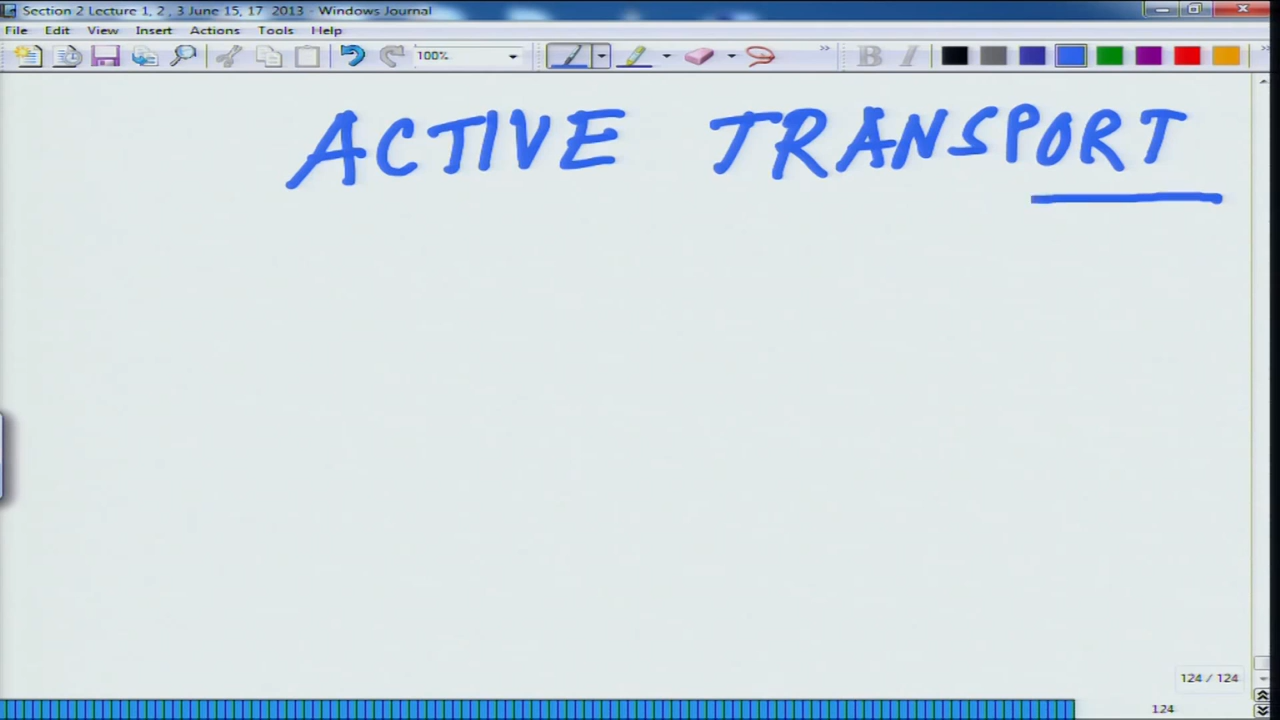 Section 2 Lecture 1, 2 , 3 June 15, 17 2013 - Windows Journal
File Edit View Insert Actions Tools Help
100%
B I
ACTIVE TRANSPORT
124 / 124
124